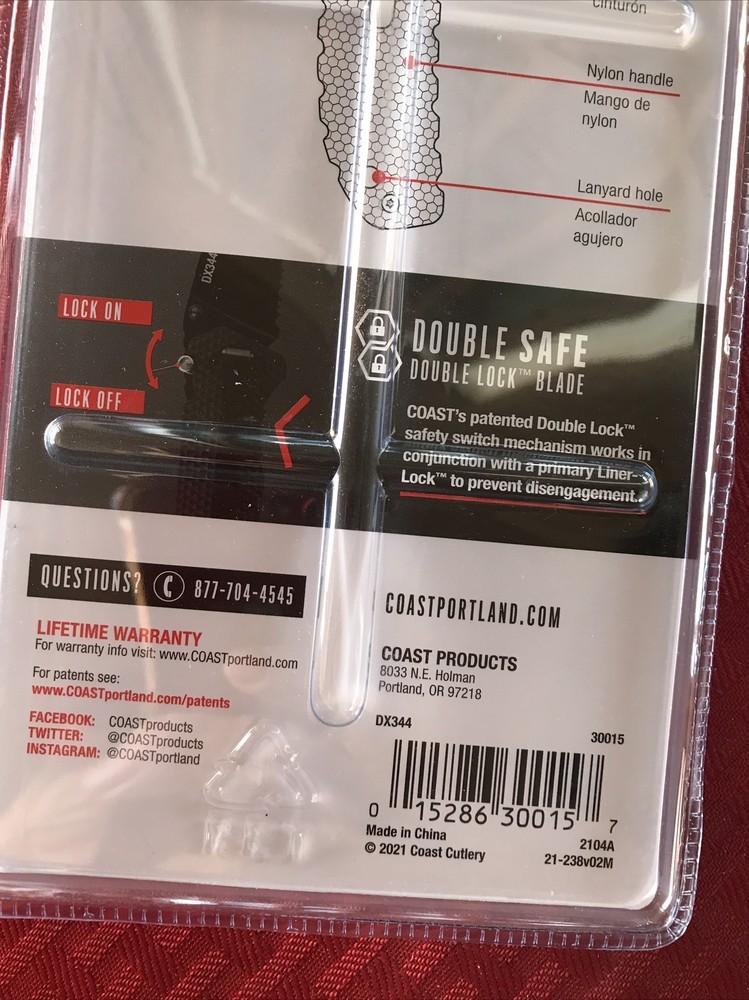 cinturón
Nylon handle
Mango de
nylon
Lanyard hole
Acollador
agujero
DX344
LOCK ON
LOCK OFF
DOUBLE SAFE
DOUBLE LOCK™ BLADE
COAST's patented Double Lock™
safety switch mechanism works in
conjunction with a primary Liner-
Lock™ to prevent disengagement.
QUESTIONS? 877-704-4545
LIFETIME WARRANTY
For warranty info visit: www.COASTportland.com
For patents see:
www.COASTportland.com/patents
FACEBOOK: COASTproducts
TWITTER: @COASTproducts
INSTAGRAM: @COASTportland
COASTPORTLAND.COM
COAST PRODUCTS
8033 N.E. Holman
Portland, OR 97218
DX344 30015
0 15286 30015 7
Made in China 2104A
© 2021 Coast Cutlery 21-238v02M